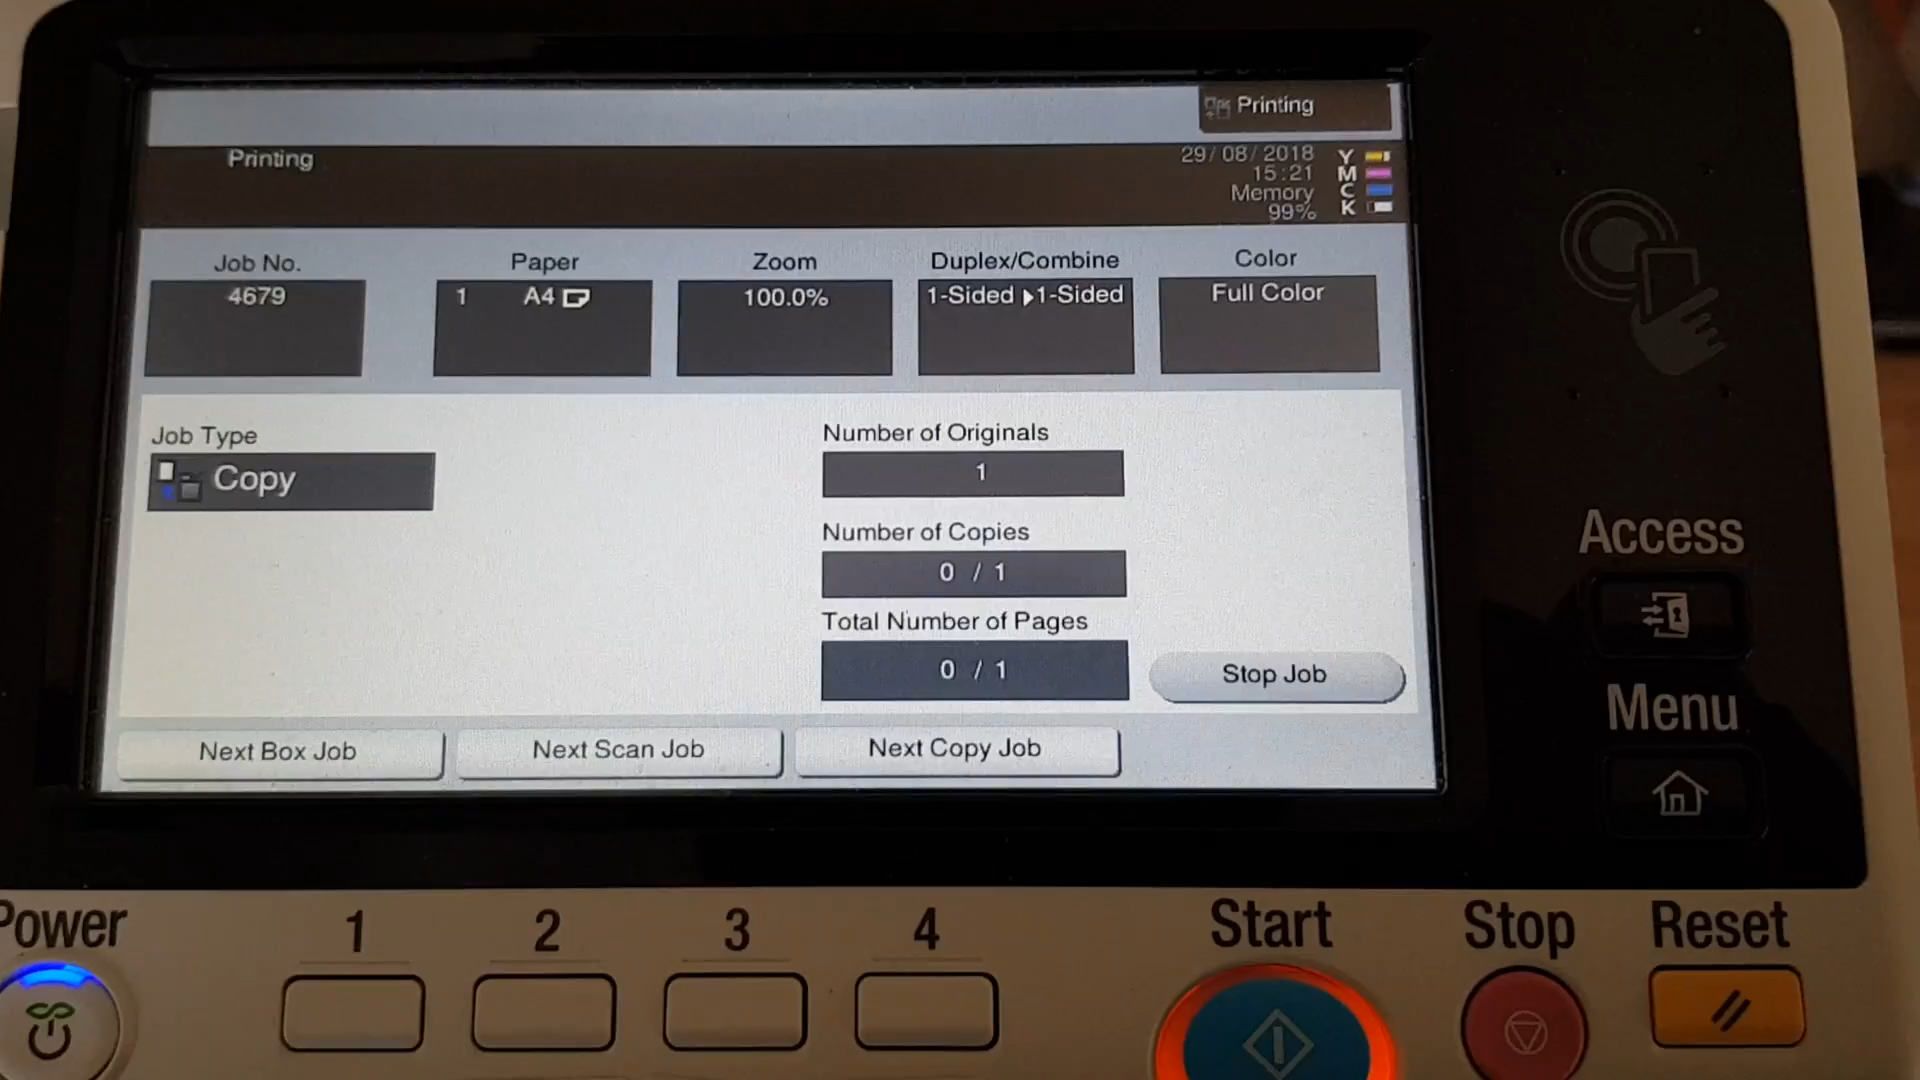 Printing
Printing
29/08/2018
15:21
Memory
99%
Y
M
C
K
Job No.
4679
Paper
1 A4
Zoom
100.0%
Duplex/Combine
1-Sided ▶1-Sided
Color
Full Color
Job Type
Copy
Number of Originals
1
Number of Copies
0 / 1
Total Number of Pages
0 / 1
Stop Job
Next Box Job
Next Scan Job
Next Copy Job
Access
Menu
Power
1
2
3
4
Start
Stop
Reset